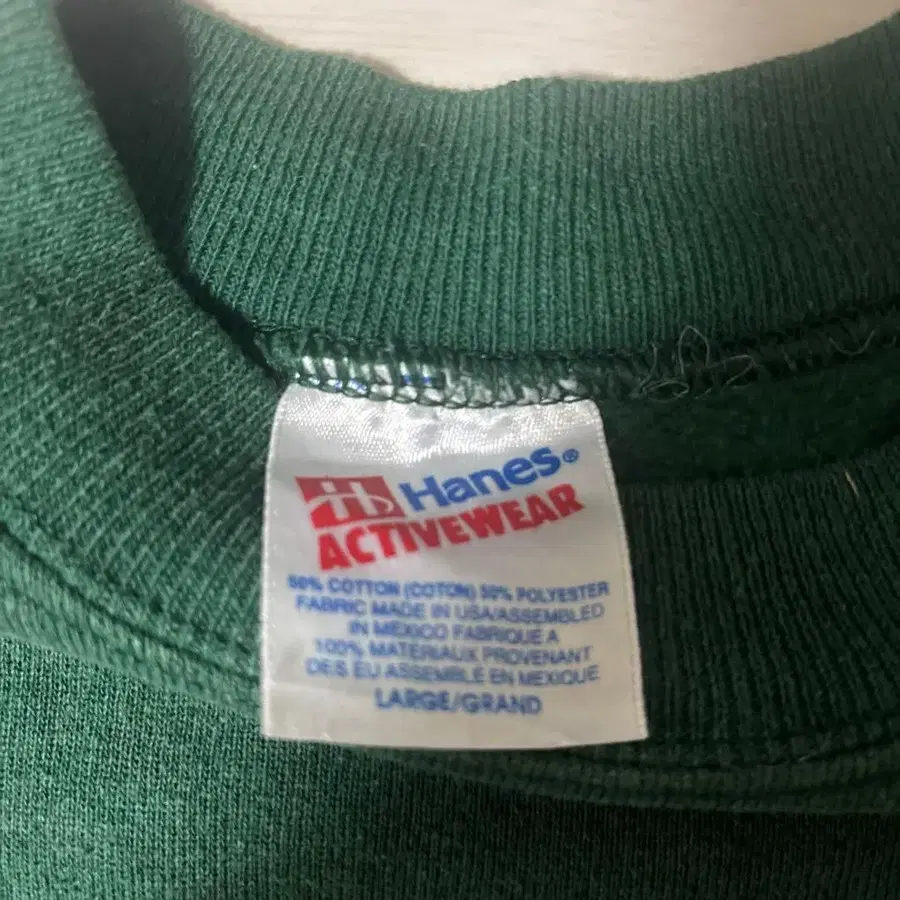 Hanes®
ACTIVEWEAR
50% COTTON (COTON) 50% POLYESTER
FABRIC MADE IN USA/ASSEMBLED
IN MEXICO FABRIQUE A
100% MATERIAUX PROVENANT
DES EU ASSEMBLE EN MEXIQUE
LARGE/GRAND